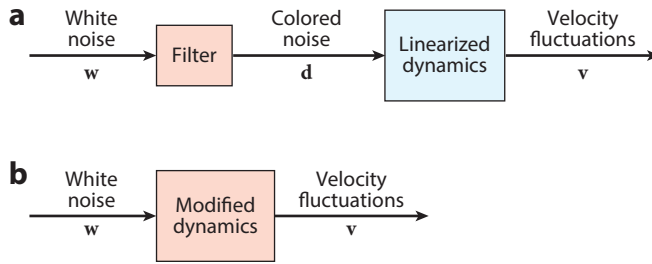 a
White
noise
w
Filter
Colored
noise
d
Linearized
dynamics
Velocity
fluctuations
v
b
White
noise
w
Modified
dynamics
Velocity
fluctuations
v